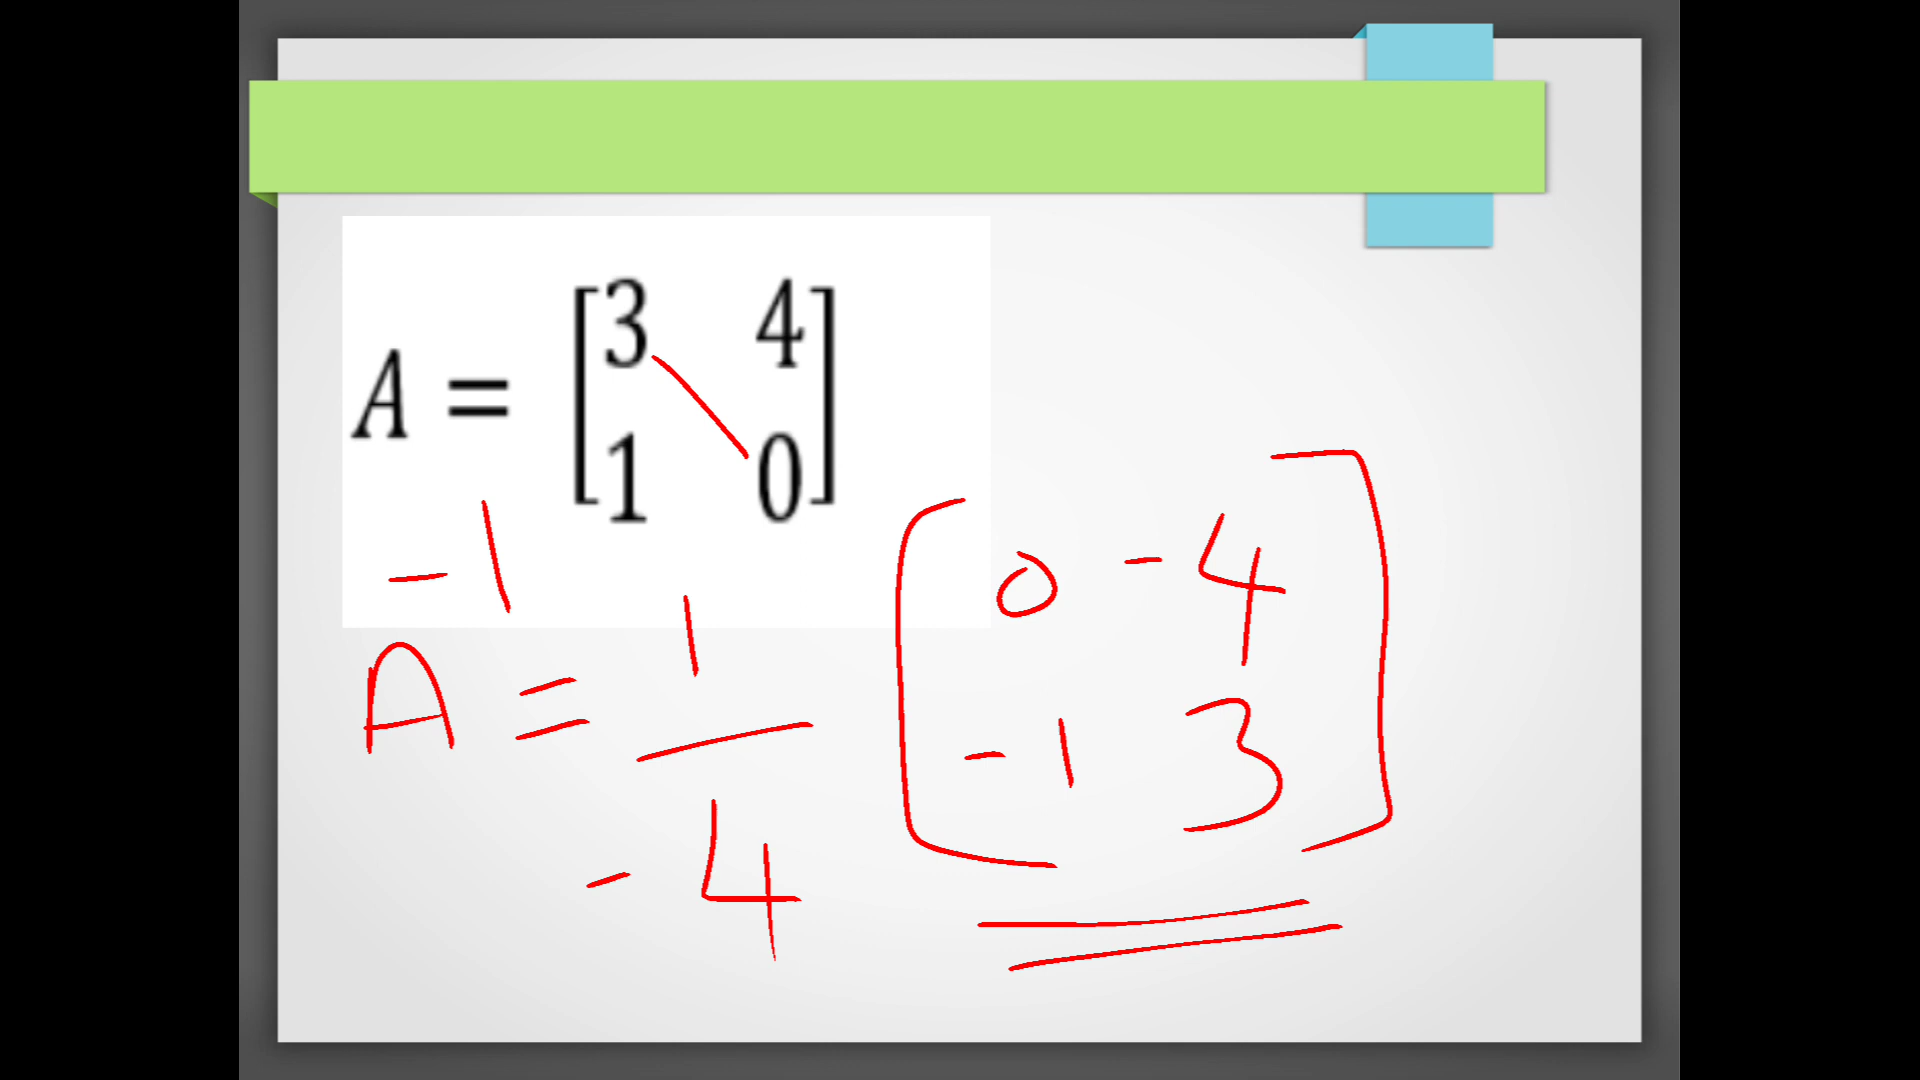 A = [3 4
1 0]
A⁻¹ = 1/-4 [0 -4
-1 3]